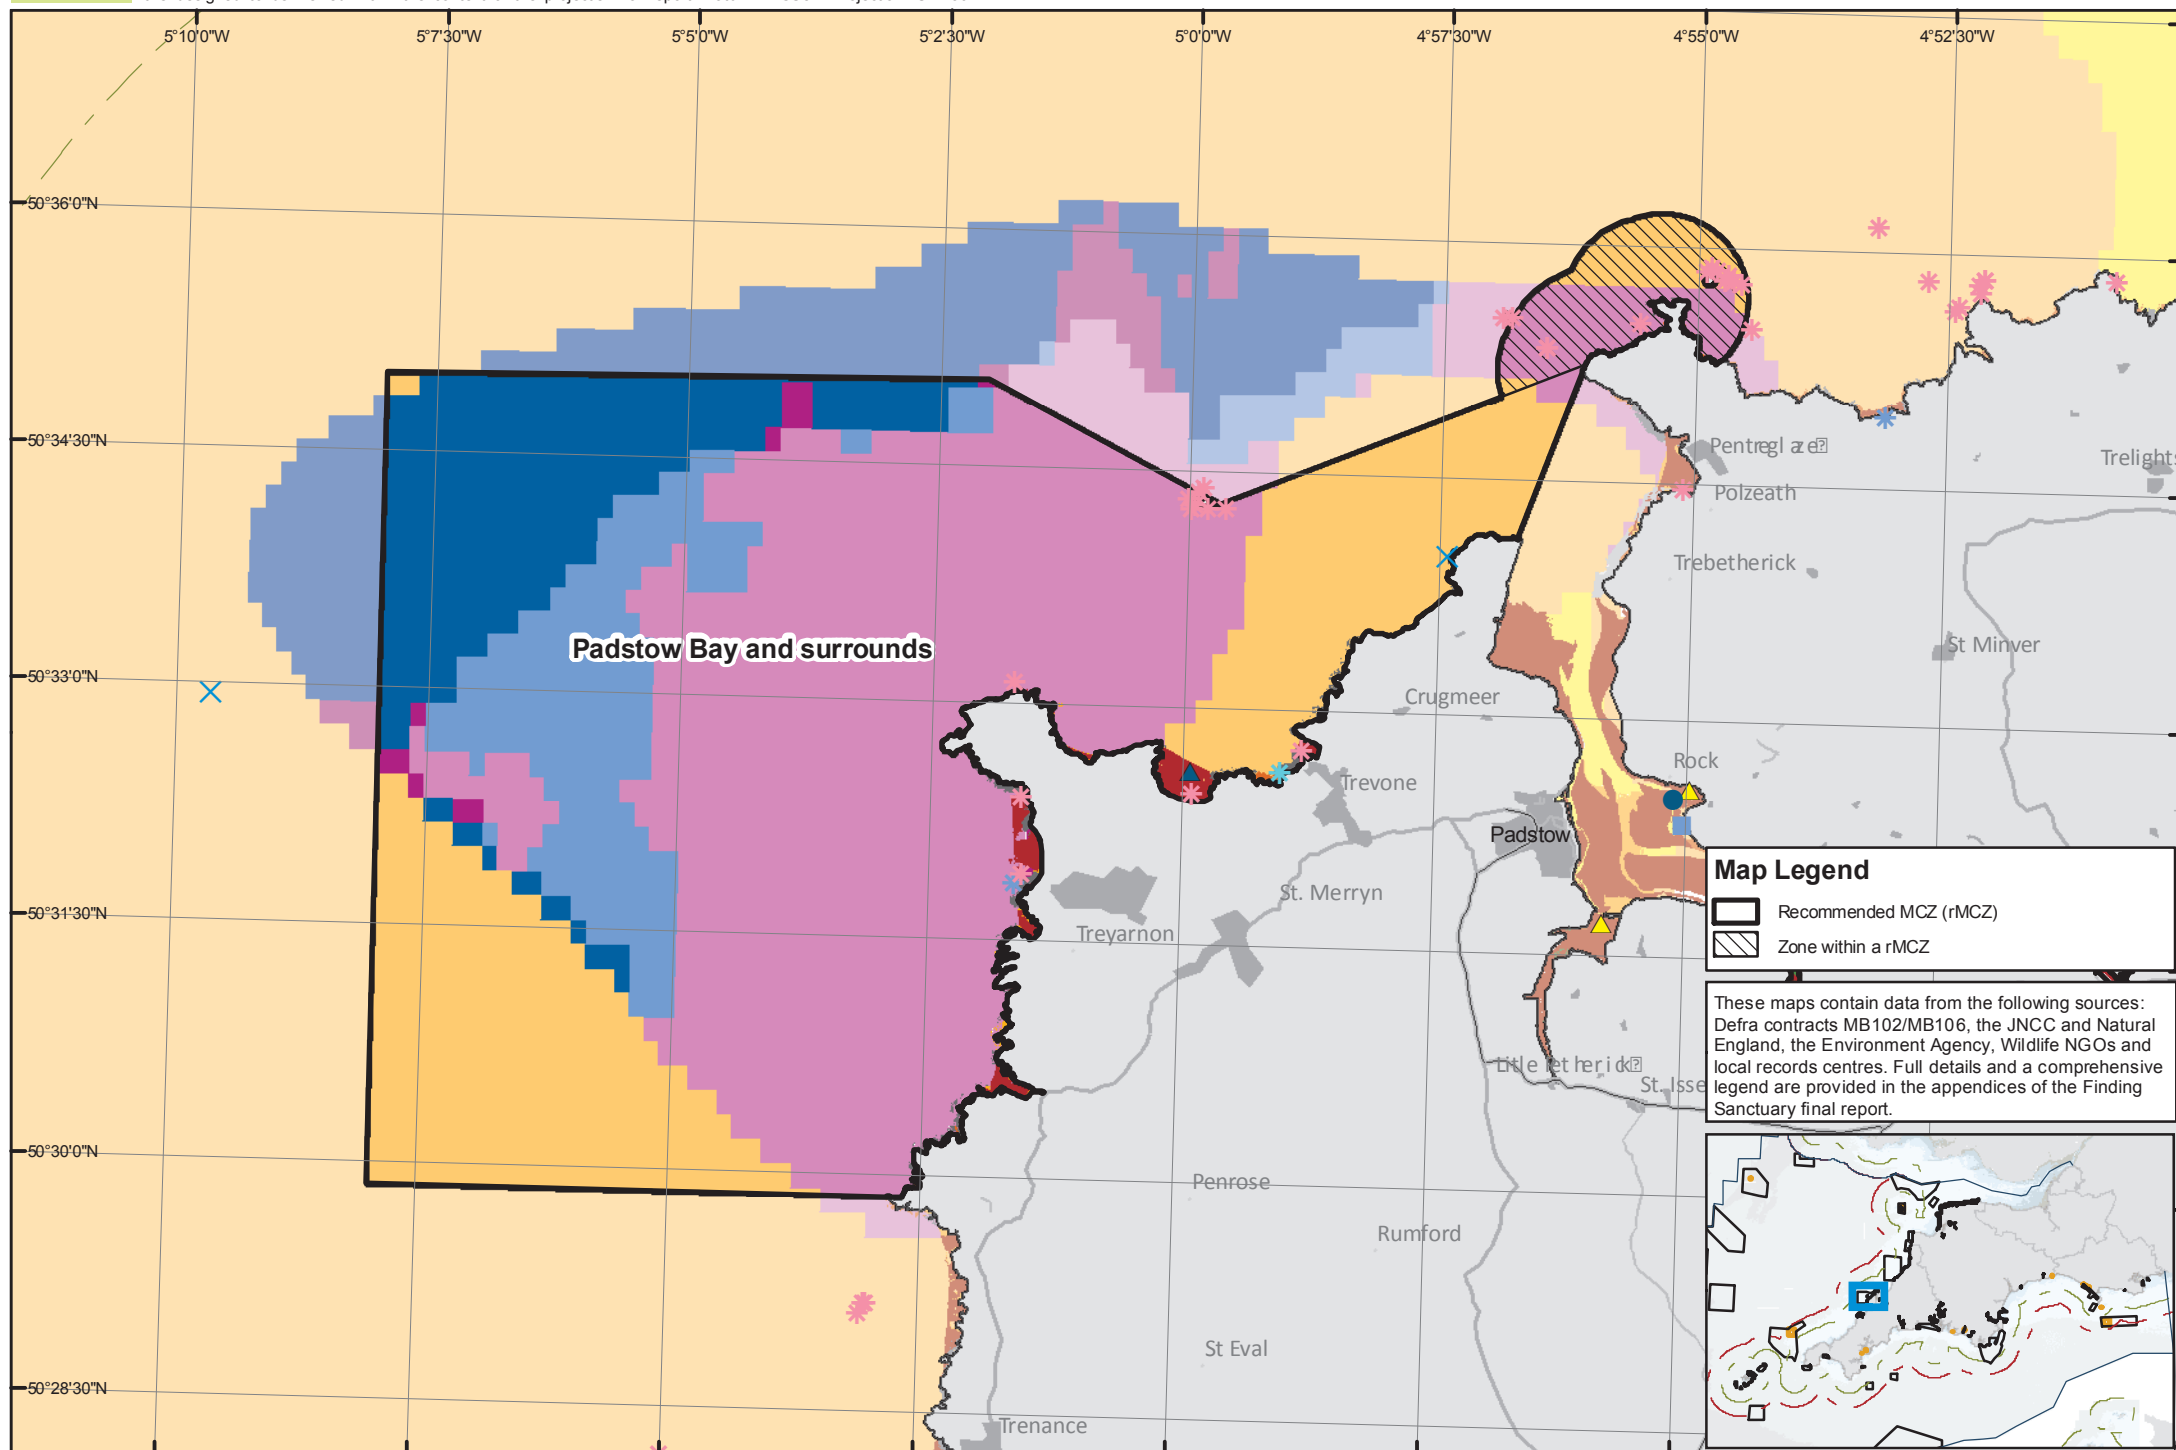 5°10'0"W
5°7'30"W
5°5'0"W
5°2'30"W
5°0'0"W
4°57'30"W
4°55'0"W
4°52'30"W
50°36'0"N
50°34'30"N
Pentreglaze
Trelights
Polzeath
Trebetherick
Padstow Bay and surrounds
St Minver
50°33'0"N
Crugmeer
Rock
Trevone
Padstow
St. Merryn
50°31'30"N
Treyarnon
Map Legend
Recommended MCZ (rMCZ)
Zone within a rMCZ
These maps contain data from the following sources:
Defra contracts MB102/MB106, the JNCC and Natural
England, the Environment Agency, Wildlife NGOs and
local records centres. Full details and a comprehensive
legend are provided in the appendices of the Finding
Sanctuary final report.
St. Isse
50°30'0"N
Penrose
Rumford
St Eval
50°28'30"N
Trenance